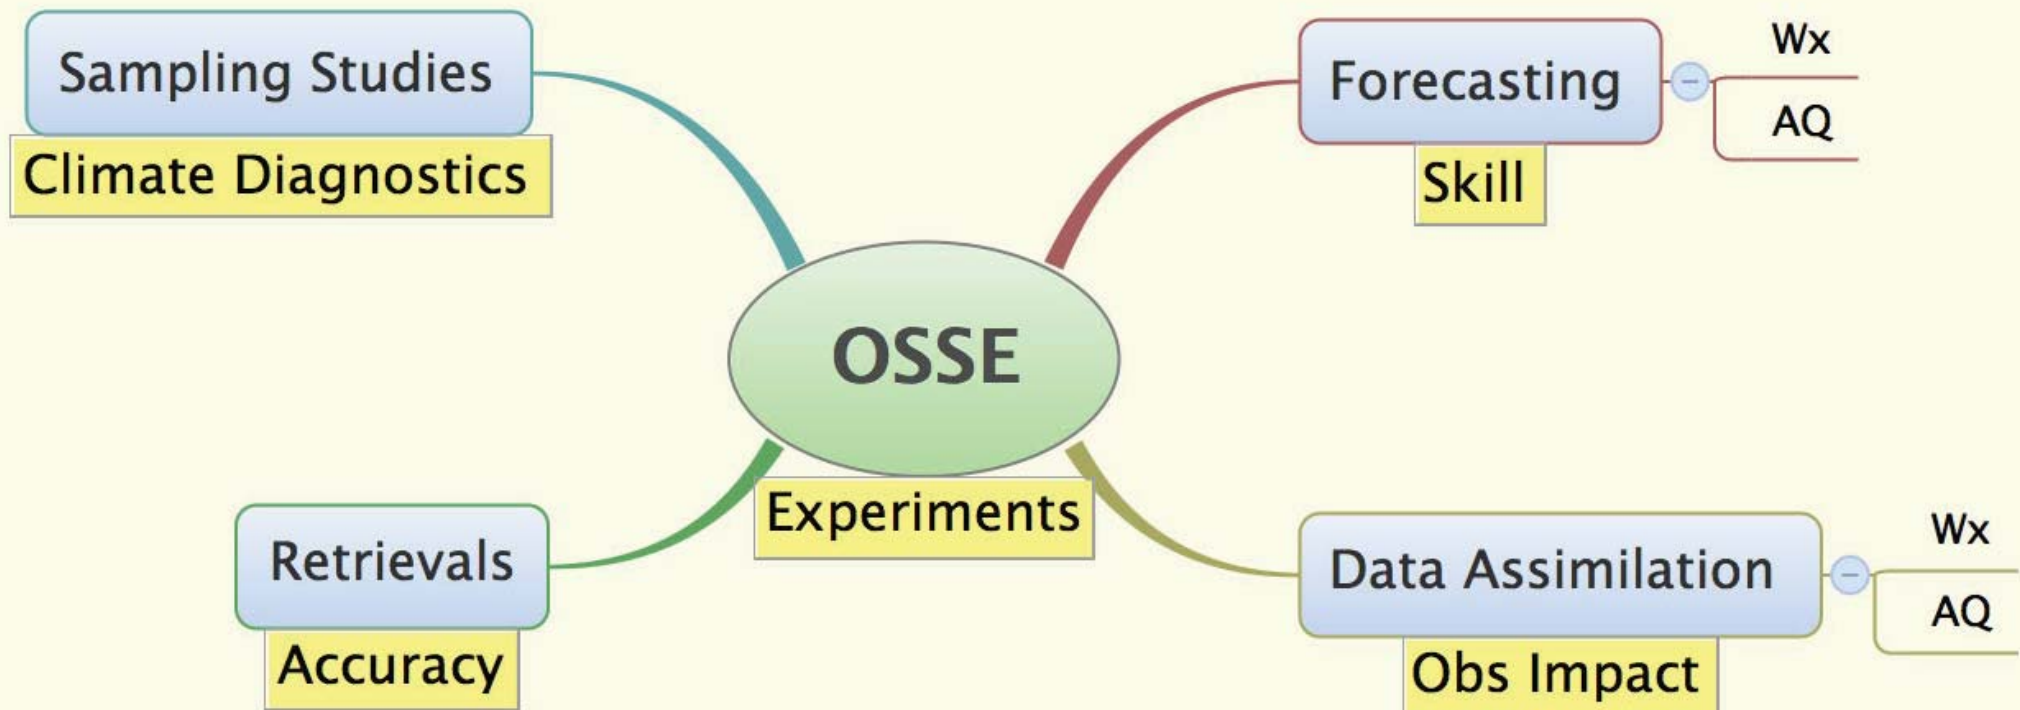 Sampling Studies
Climate Diagnostics
Forecasting
Skill
Wx
AQ
OSSE
Experiments
Retrievals
Accuracy
Data Assimilation
Obs Impact
Wx
AQ